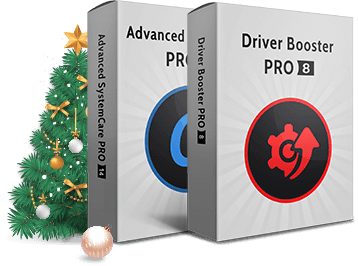 Advanced
PRO
Advanced SystemCare PRO 14
Driver Booster PRO 8
Driver Booster
PRO 8